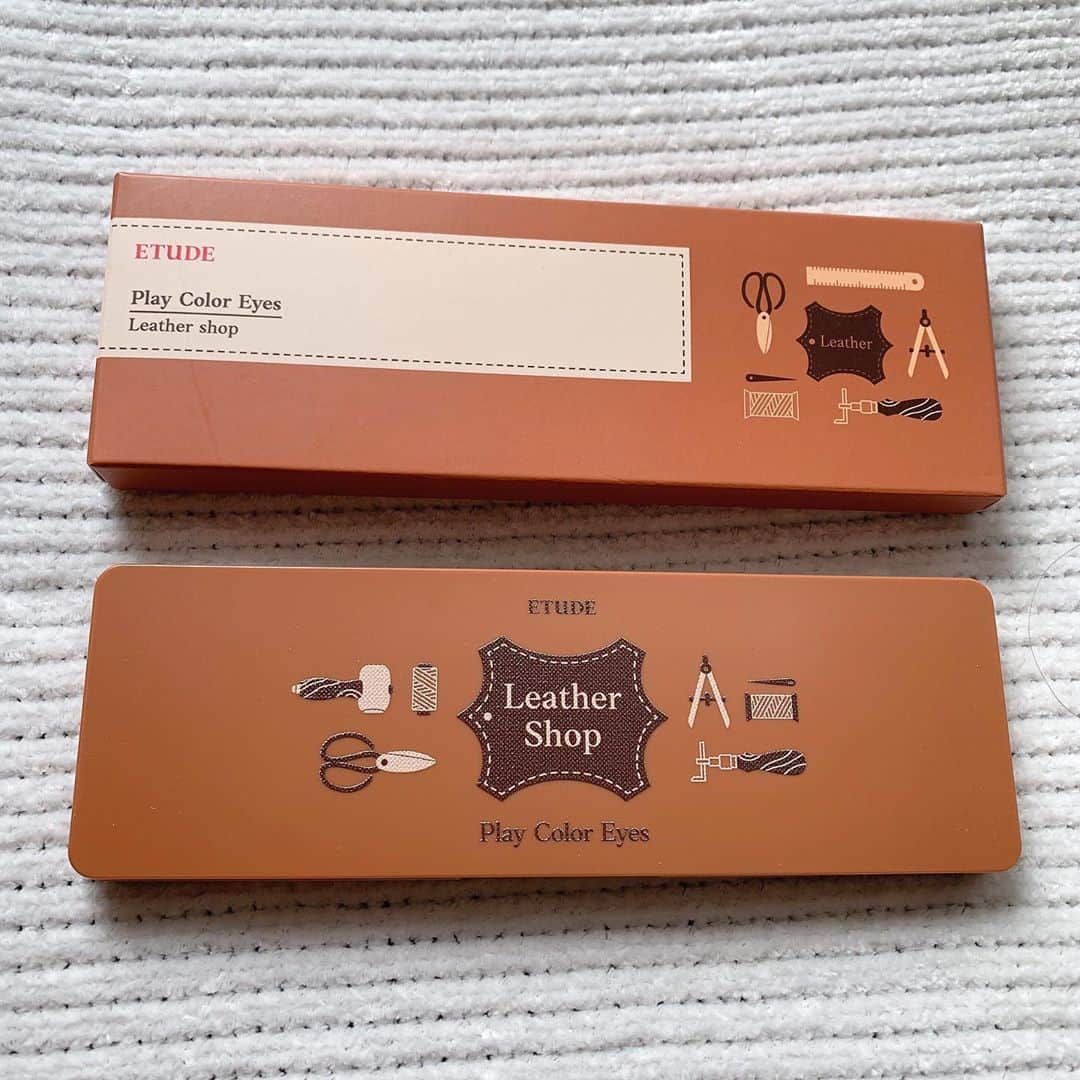 ETUDE
Play Color Eyes
Leather shop
Leather
ETUDE
Leather
Shop
Play Color Eyes